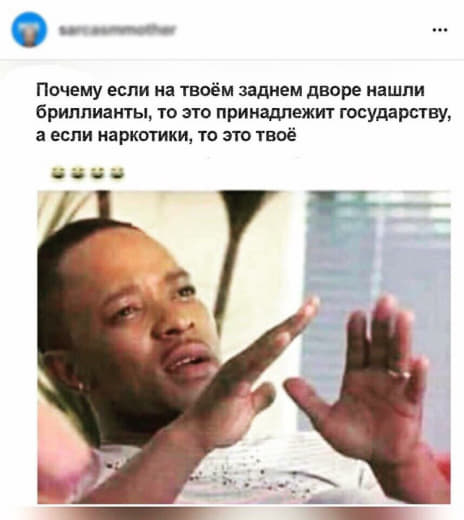 Почему если на твоём заднем дворе нашли
бриллианты, то это принадлежит государству,
а если наркотики, то это твоё